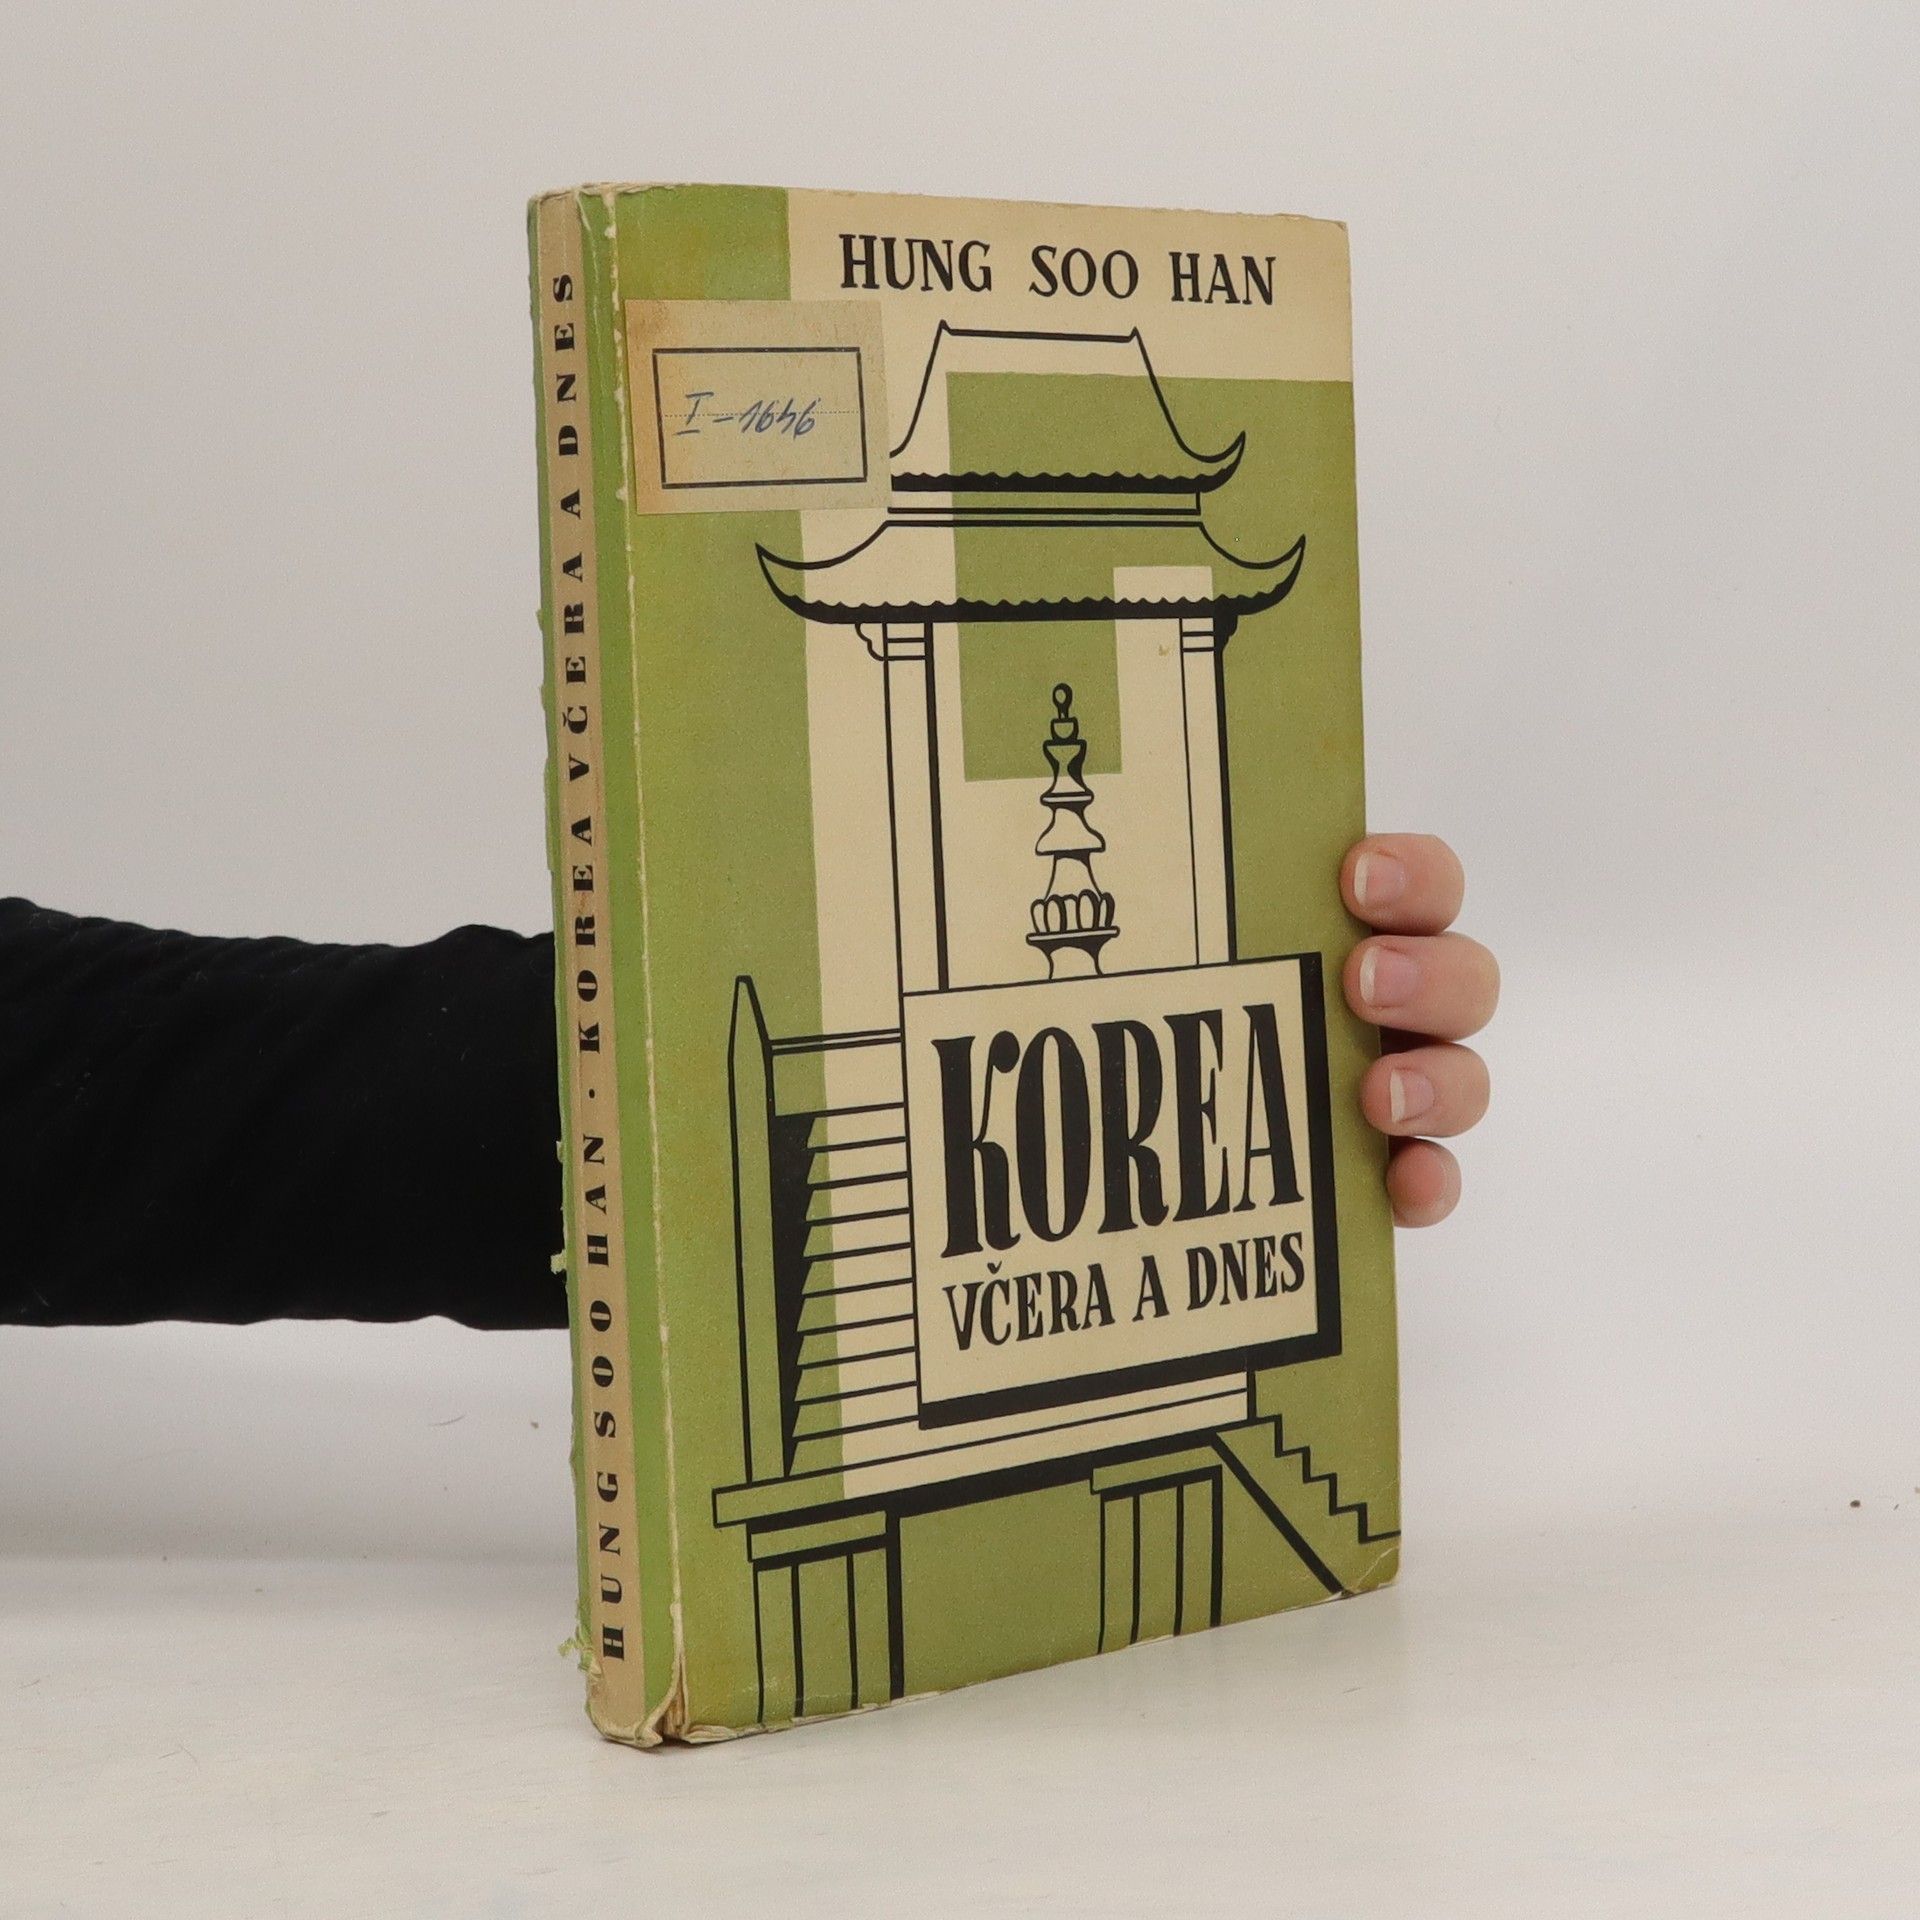 HUNG SOO HAN · KOREA VČERA A DNES
HUNG SOO HAN
I-1646
KOREA
VČERA A DNES